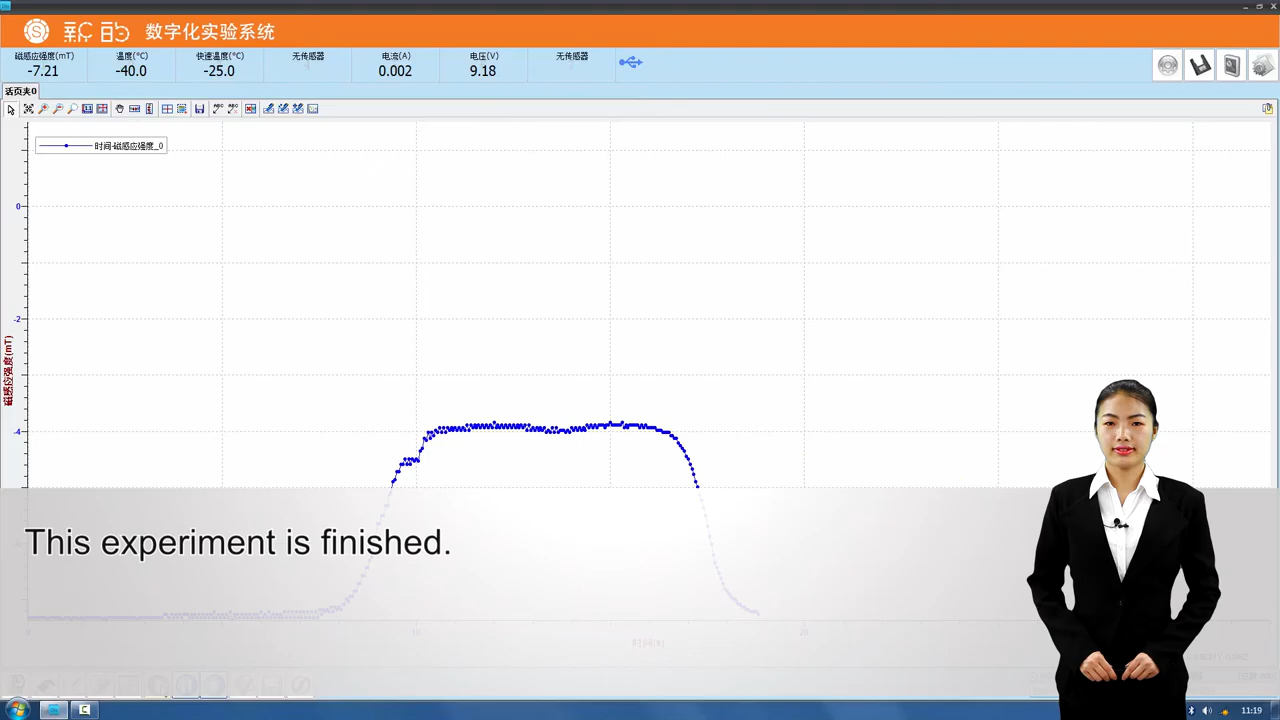 数字化实验系统
磁感应强度(mT) 温度(°C) 快速温度(°C) 无传感器 电流(A) 电压(V) 无传感器
-7.21 -40.0 -25.0 0.002 9.18
活页夹0
时间-磁感应强度_0
0
-2
-4
磁感应强度(mT)
This experiment is finished.
0 10 20
时间(s)
11:19